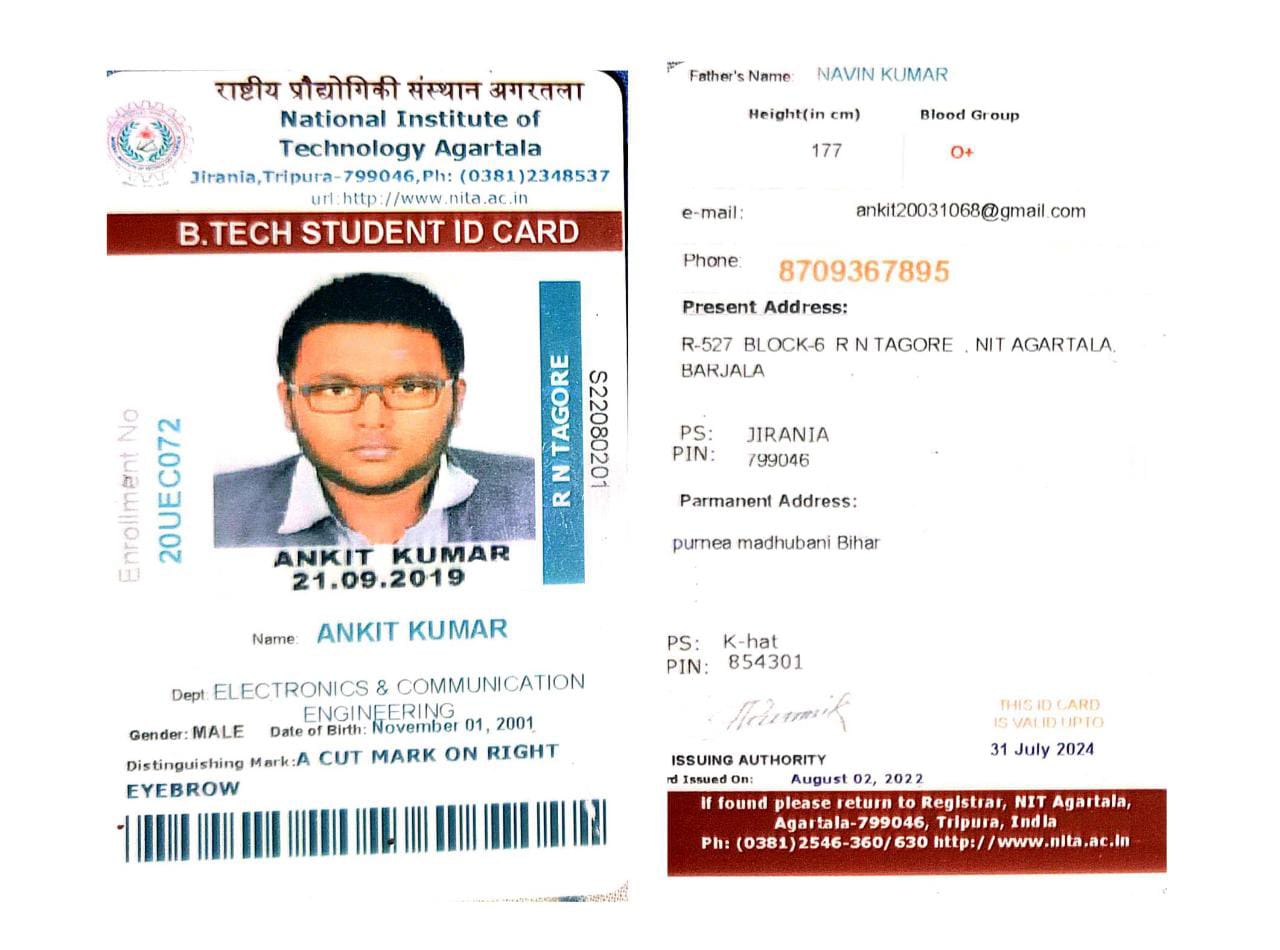 राष्ट्रीय प्रौद्योगिकी संस्थान अगरतला
National Institute of
Technology Agartala
Jirania,Tripura-799046,Ph: (0381)2348537
url:http://www.nita.ac.in
B.TECH STUDENT ID CARD
Enrollment No
20UEC072
R N TAGORE
S22080201
ANKIT KUMAR
21.09.2019
Name: ANKIT KUMAR
Dept: ELECTRONICS & COMMUNICATION
ENGINEERING
Gender: MALE Date of Birth: November 01, 2001
Distinguishing Mark:A CUT MARK ON RIGHT
EYEBROW
Father's Name: NAVIN KUMAR
Height(in cm) Blood Group
177 O+
e-mail: ankit20031068@gmail.com
Phone: 8709367895
Present Address:
R-527 BLOCK-6 R N TAGORE , NIT AGARTALA,
BARJALA
PS: JIRANIA
PIN: 799046
Parmanent Address:
purnea madhubani Bihar
PS: K-hat
PIN: 854301
THIS ID CARD
IS VALID UPTO
31 July 2024
ISSUING AUTHORITY
rd Issued On: August 02, 2022
If found please return to Registrar, NIT Agartala,
Agartala-799046, Tripura, India
Ph: (0381)2546-360/630 http://www.nita.ac.in